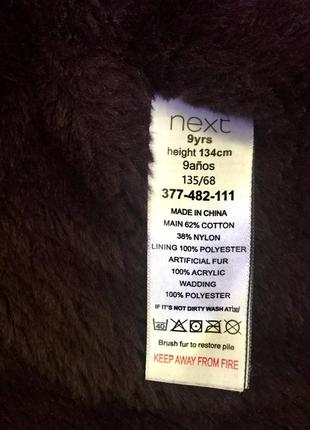 next
9yrs
height 134cm
9años
135/68
377-482-111
MADE IN CHINA
MAIN 62% COTTON
38% NYLON
LINING 100% POLYESTER
ARTIFICIAL FUR
100% ACRYLIC
WADDING
100% POLYESTER
IF IT'S NOT DIRTY WASH AT
40
Brush fur to restore pile
KEEP AWAY FROM FIRE